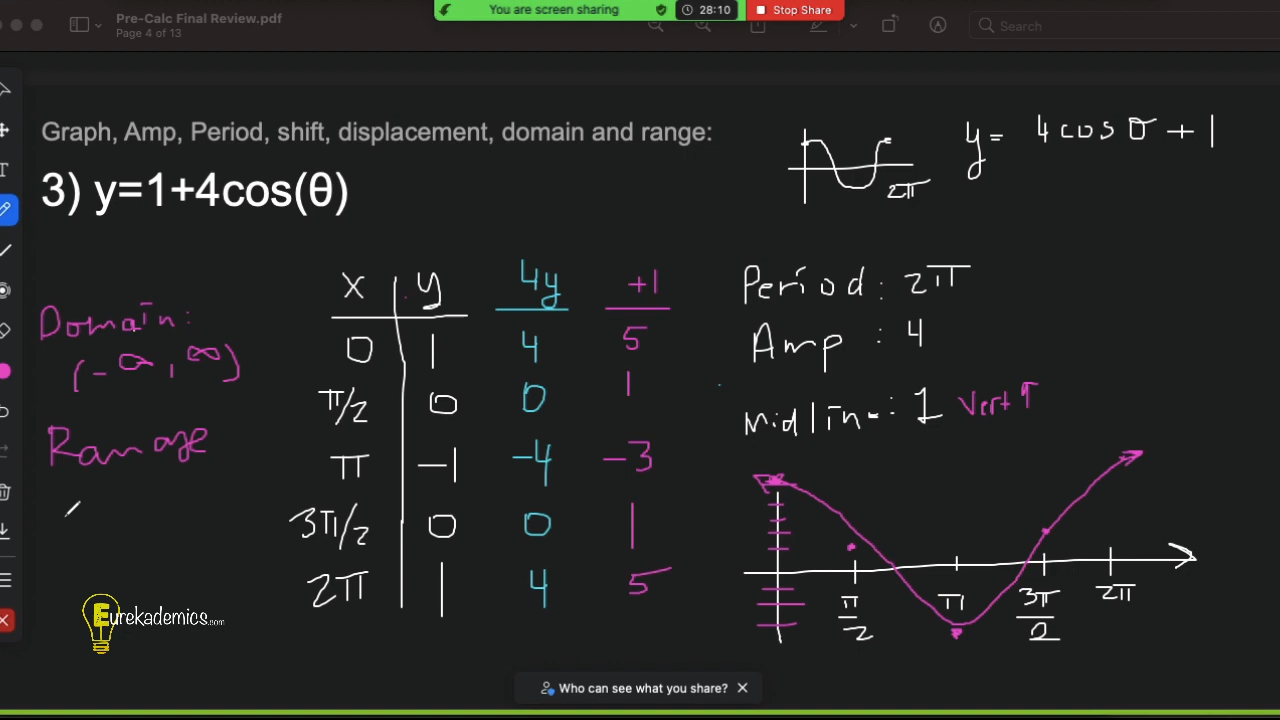 Pre-Calc Final Review.pdf
Page 4 of 13
You are screen sharing
28:10
Stop Share
Search
Graph, Amp, Period, shift, displacement, domain and range:
3) y=1+4cos(θ)
2π
y= 4cosθ+1
Domain:
(-∞,∞)
Range
x y 4y +1
0 1 4 5
π/2 0 0 1
π -1 -4 -3
3π/2 0 0 1
2π 1 4 5
Period: 2π
Amp: 4
Midline: 1 Vert↑
π/2 π 3π/2 2π
Eurekademics.com
Who can see what you share?